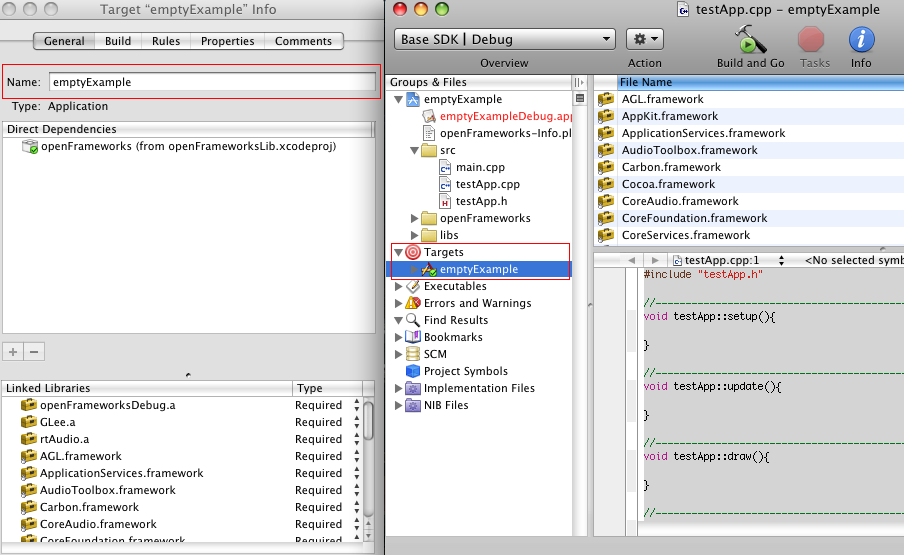 Target “emptyExample” Info
General Build Rules Properties Comments
Name: emptyExample
Type: Application
Direct Dependencies
openFrameworks (from openFrameworksLib.xcodeproj)
+ −
Linked Libraries Type
openFrameworksDebug.a Required
GLee.a Required
rtAudio.a Required
AGL.framework Required
ApplicationServices.framework Required
AudioToolbox.framework Required
Carbon.framework Required
CoreAudio.framework Required
CoreFoundation.framework Required
testApp.cpp – emptyExample
Base SDK | Debug
Overview Action Build and Go Tasks Info
Groups & Files
emptyExample
emptyExampleDebug.app
openFrameworks-Info.pl
src
main.cpp
testApp.cpp
testApp.h
openFrameworks
libs
Targets
emptyExample
Executables
Errors and Warnings
Find Results
Bookmarks
SCM
Project Symbols
Implementation Files
NIB Files
File Name
AGL.framework
AppKit.framework
ApplicationServices.framework
AudioToolbox.framework
Carbon.framework
Cocoa.framework
CoreAudio.framework
CoreFoundation.framework
CoreServices.framework
testApp.cpp:1 <No selected symb
#include "testApp.h"
//--------------------------------------------------------------
void testApp::setup(){
}
//--------------------------------------------------------------
void testApp::update(){
}
//--------------------------------------------------------------
void testApp::draw(){
}
//--------------------------------------------------------------